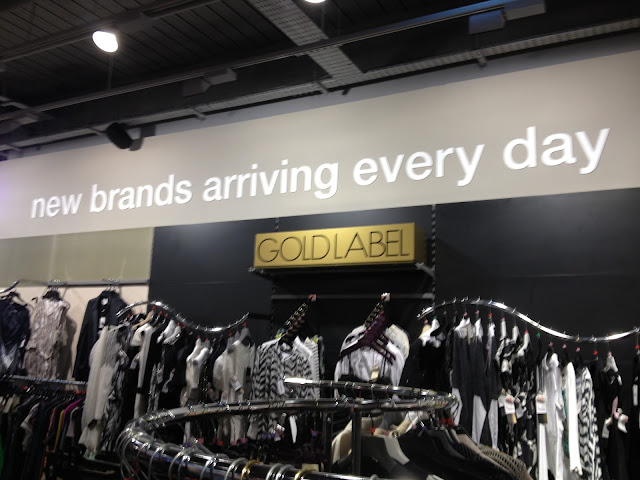 new brands arriving every day
GOLD LABEL